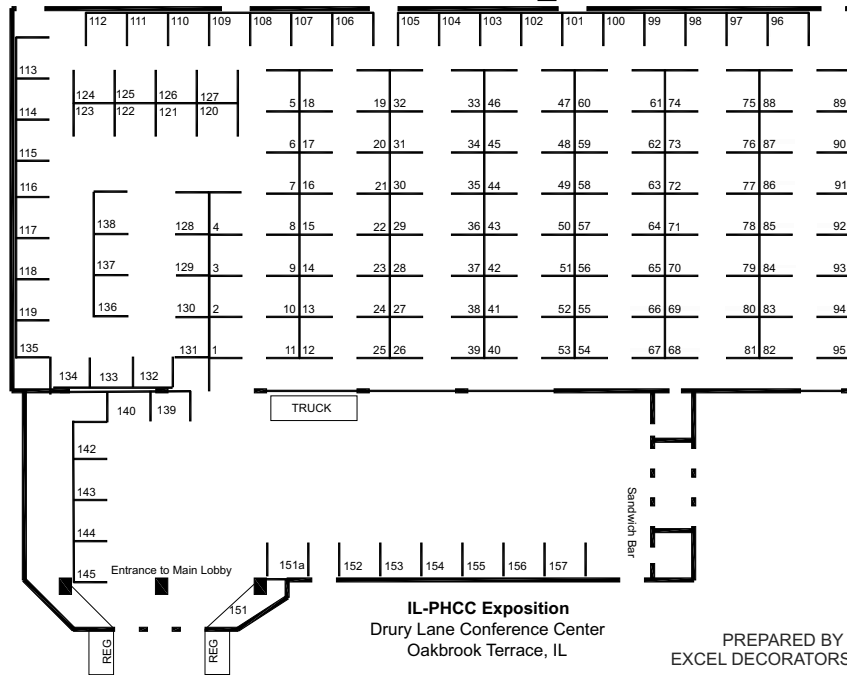 112 111 110 109 108 107 106 105 104 103 102 101 100 99 98 97 96
113
124 125 126 127
123 122 121 120
5 18 19 32 33 46 47 60 61 74 75 88 89
114
6 17 20 31 34 45 48 59 62 73 76 87 90
115
7 16 21 30 35 44 49 58 63 72 77 86 91
116
138 128 4 8 15 22 29 36 43 50 57 64 71 78 85 92
117
137 129 3 9 14 23 28 37 42 51 56 65 70 79 84 93
118
136 130 2 10 13 24 27 38 41 52 55 66 69 80 83 94
119
135 131 1 11 12 25 26 39 40 53 54 67 68 81 82 95
134 133 132
140 139 TRUCK
142
143
144
145
Entrance to Main Lobby
151a 152 153 154 155 156 157
Sandwich Bar
151
REG
REG
IL-PHCC Exposition
Drury Lane Conference Center
Oakbrook Terrace, IL
PREPARED BY
EXCEL DECORATORS